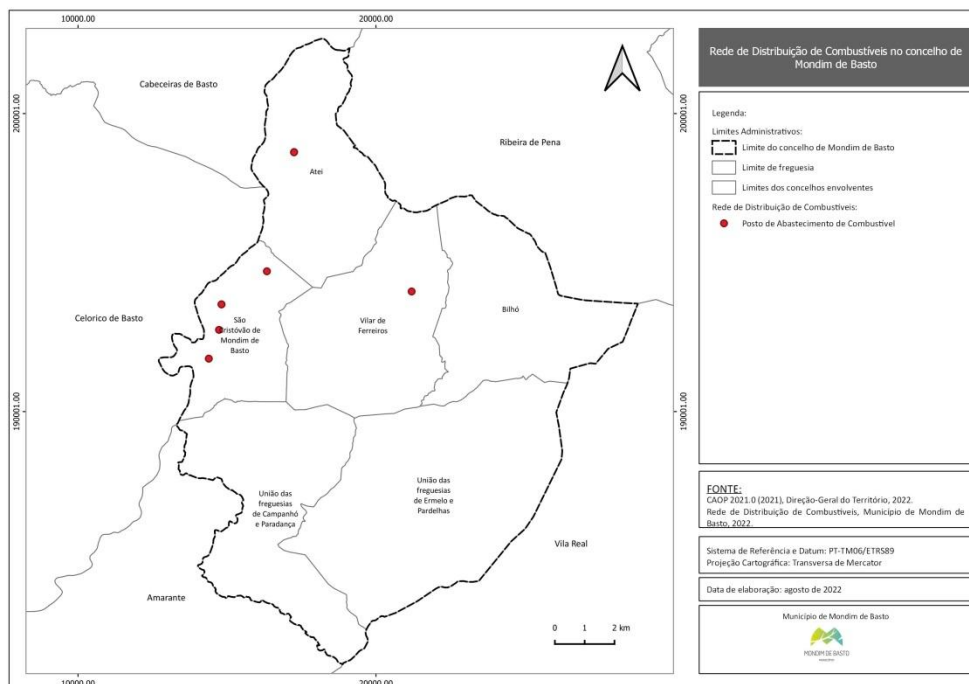 10000.00
20000.00
200001.00
200001.00
190001.00
190001.00
Cabeceiras de Basto
Ribeira de Pena
Atei
Celorico de Basto
São
Cristóvão de
Mondim de
Basto
Vilar de
Ferreiros
Bilhó
União das
freguesias
de Campanhó
e Paradança
União das
freguesias
de Ermelo e
Pardelhas
Vila Real
Amarante
0 1 2 km
10000.00
20000.00
Rede de Distribuição de Combustíveis no concelho de
Mondim de Basto
Legenda:
Limites Administrativos:
Limite do concelho de Mondim de Basto
Limite de freguesia
Limites dos concelhos envolventes
Rede de Distribuição de Combustíveis:
Posto de Abastecimento de Combustível
FONTE:
CAOP 2021.0 (2021), Direção-Geral do Território, 2022.
Rede de Distribuição de Combustíveis, Município de Mondim de
Basto, 2022.
Sistema de Referência e Datum: PT-TM06/ETRS89
Projeção Cartográfica: Transversa de Mercator
Data de elaboração: agosto de 2022
Município de Mondim de Basto
MONDIM DE BASTO